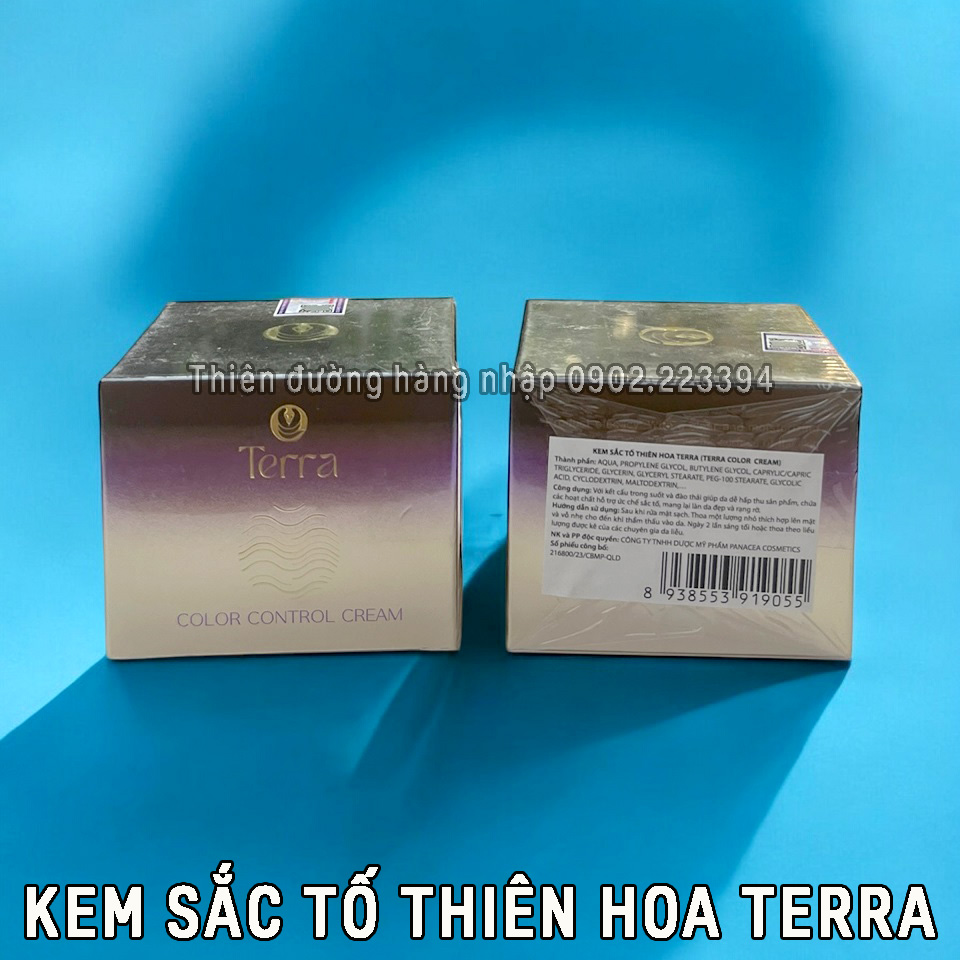 Thiên đường hàng nhập 0902.223394
Terra
COLOR CONTROL CREAM
KEM SẮC TỐ THIÊN HOA TERRA (TERRA COLOR CREAM)
Thành phần: AQUA, PROPYLENE GLYCOL, BUTYLENE GLYCOL, CAPRYLIC/CAPRIC
TRIGLYCERIDE, GLYCERIN, GLYCERYL STEARATE, PEG-100 STEARATE, GLYCOLIC
ACID, CYCLODEXTRIN, MALTODEXTRIN,...
Công dụng: Với kết cấu trong suốt và đào thải giúp da dễ hấp thu sản phẩm, chứa
các hoạt chất hỗ trợ ức chế sắc tố, mang lại làn da đẹp và rạng rỡ.
Hướng dẫn sử dụng: Sau khi rửa mặt sạch. Thoa một lượng nhỏ thích hợp lên mặt
và vỗ nhẹ cho đến khi thẩm thấu vào da. Ngày 2 lần sáng tối hoặc thoa theo liều
lượng được kê của các chuyên gia da liễu.
NK và PP độc quyền: CÔNG TY TNHH DƯỢC MỸ PHẨM PANACEA COSMETICS
Số phiếu công bố:
216800/23/CBMP-QLD
8 938553 919055
KEM SẮC TỐ THIÊN HOA TERRA